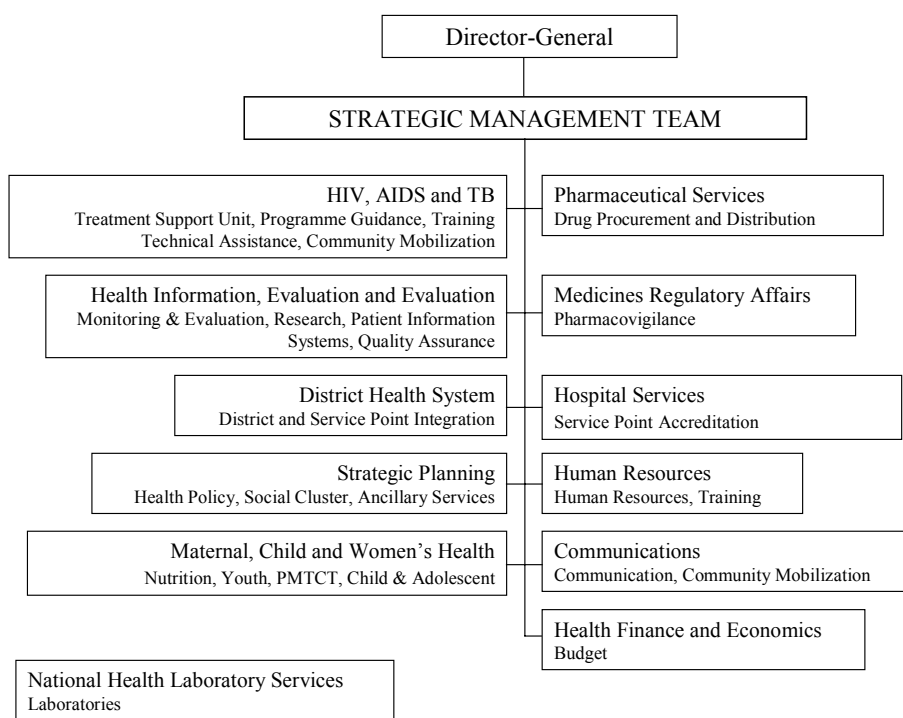 Director-General
STRATEGIC MANAGEMENT TEAM
HIV, AIDS and TB
Treatment Support Unit, Programme Guidance, Training
Technical Assistance, Community Mobilization
Pharmaceutical Services
Drug Procurement and Distribution
Health Information, Evaluation and Evaluation
Monitoring & Evaluation, Research, Patient Information
Systems, Quality Assurance
Medicines Regulatory Affairs
Pharmacovigilance
District Health System
District and Service Point Integration
Hospital Services
Service Point Accreditation
Strategic Planning
Health Policy, Social Cluster, Ancillary Services
Human Resources
Human Resources, Training
Maternal, Child and Women's Health
Nutrition, Youth, PMTCT, Child & Adolescent
Communications
Communication, Community Mobilization
Health Finance and Economics
Budget
National Health Laboratory Services
Laboratories